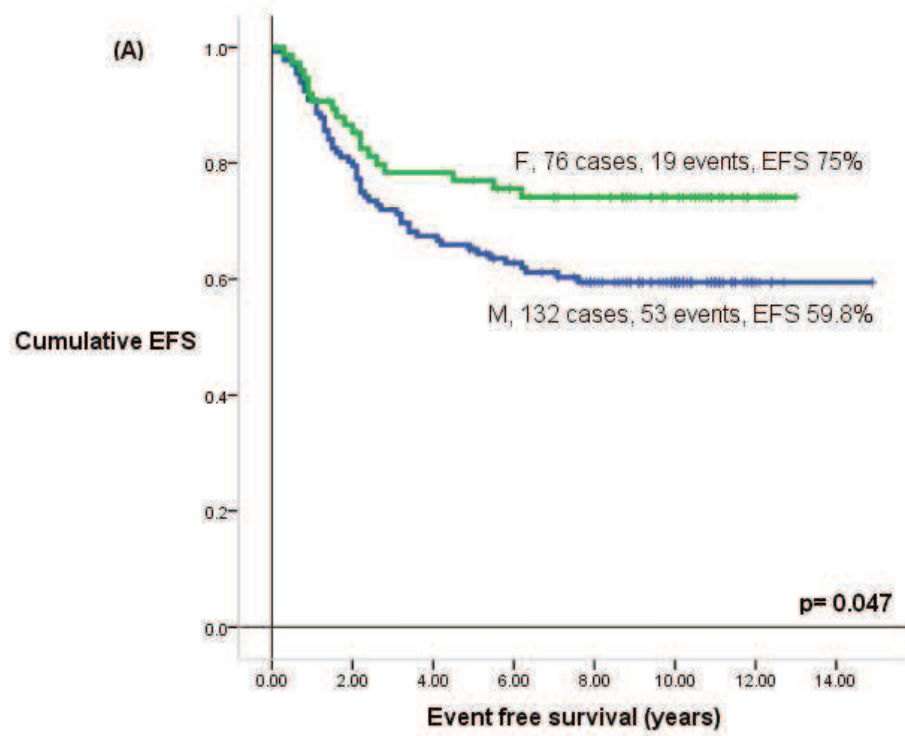 (A)
1.0
0.8
0.6
0.4
0.2
0.0
Cumulative EFS
F, 76 cases, 19 events, EFS 75%
M, 132 cases, 53 events, EFS 59.8%
p= 0.047
0.00 2.00 4.00 6.00 8.00 10.00 12.00 14.00
Event free survival (years)